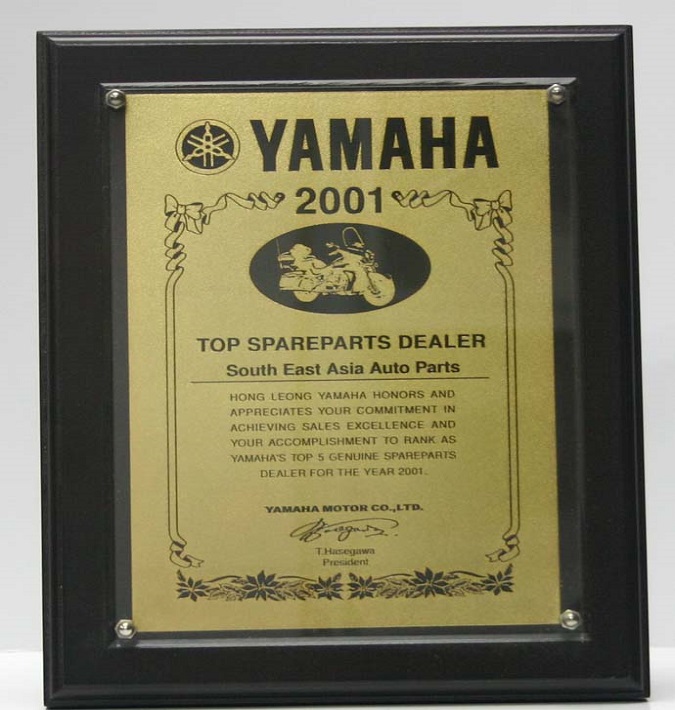 YAMAHA
2001
TOP SPAREPARTS DEALER
South East Asia Auto Parts
HONG LEONG YAMAHA HONORS AND
APPRECIATES YOUR COMMITMENT IN
ACHIEVING SALES EXCELLENCE AND
YOUR ACCOMPLISHMENT TO RANK AS
YAMAHA'S TOP 5 GENUINE SPAREPARTS
DEALER FOR THE YEAR 2001.
YAMAHA MOTOR CO.,LTD.
T.Hasegawa
President